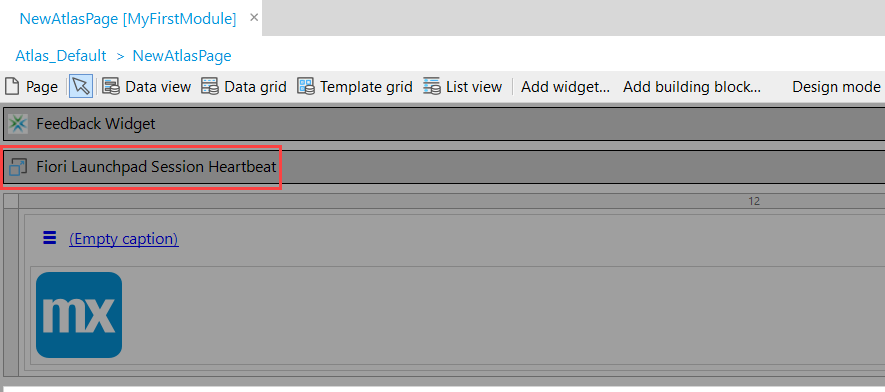 NewAtlasPage [MyFirstModule] ×
Atlas_Default > NewAtlasPage
Page Data view Data grid Template grid List view Add widget... Add building block... Design mode
Feedback Widget
Fiori Launchpad Session Heartbeat
12
(Empty caption)
mx